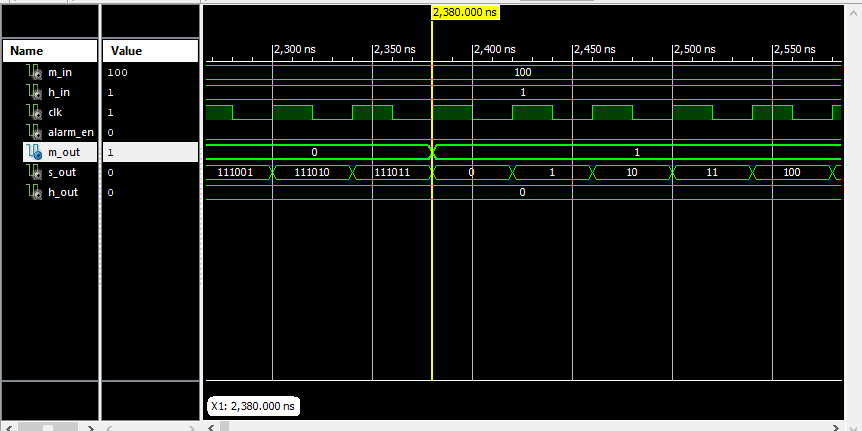 2,380.000 ns
Name Value
2,300 ns 2,350 ns 2,400 ns 2,450 ns 2,500 ns 2,550 ns
m_in 100 100
h_in 1 1
clk 1
alarm_en 0
m_out 1 0 1
s_out 0 111001 111010 111011 0 1 10 11 100
h_out 0 0
X1: 2,380.000 ns